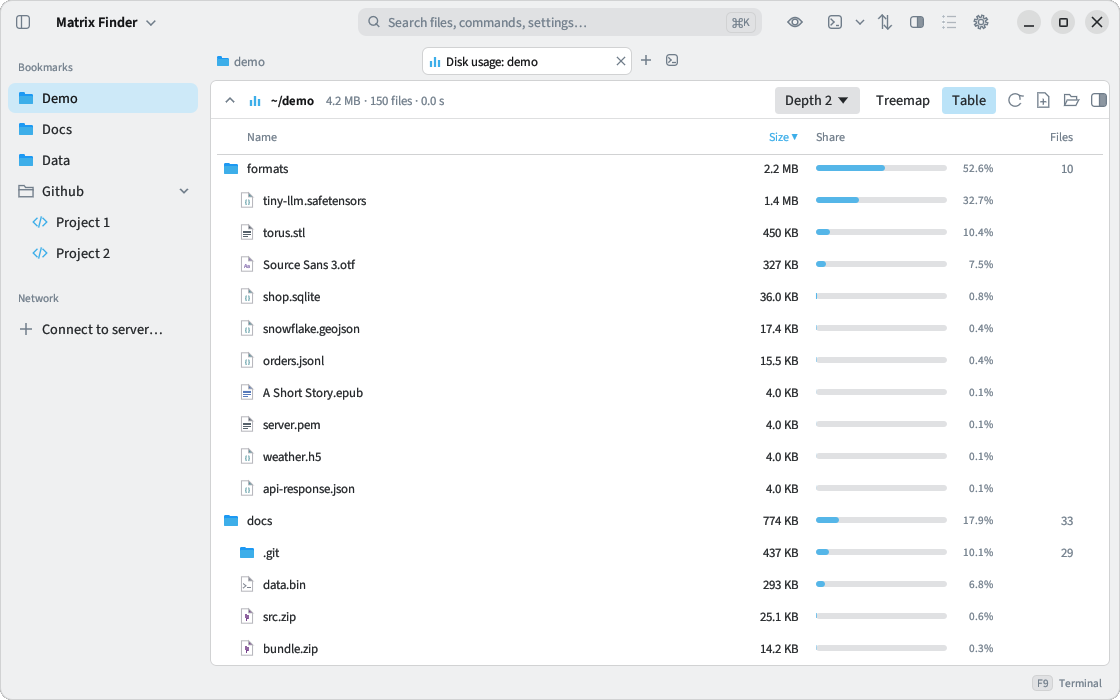 Matrix Finder
Search files, commands, settings… ⌘K
Bookmarks
Demo
Docs
Data
Github
Project 1
Project 2
Network
Connect to server…
demo
Disk usage: demo
~/demo 4.2 MB · 150 files · 0.0 s
Depth 2 Treemap Table
Name Size Share Files
formats 2.2 MB 52.6% 10
tiny-llm.safetensors 1.4 MB 32.7%
torus.stl 450 KB 10.4%
Source Sans 3.otf 327 KB 7.5%
shop.sqlite 36.0 KB 0.8%
snowflake.geojson 17.4 KB 0.4%
orders.jsonl 15.5 KB 0.4%
A Short Story.epub 4.0 KB 0.1%
server.pem 4.0 KB 0.1%
weather.h5 4.0 KB 0.1%
api-response.json 4.0 KB 0.1%
docs 774 KB 17.9% 33
.git 437 KB 10.1% 29
data.bin 293 KB 6.8%
src.zip 25.1 KB 0.6%
bundle.zip 14.2 KB 0.3%
F9 Terminal